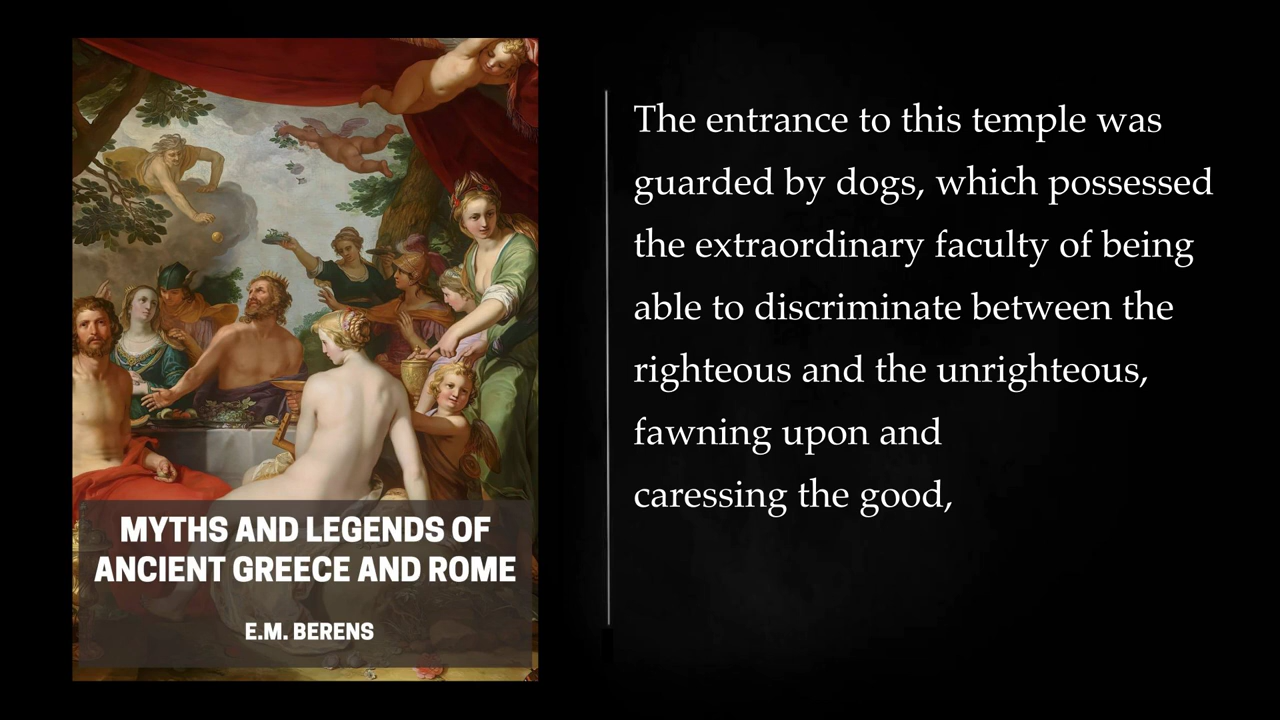 MYTHS AND LEGENDS OF
ANCIENT GREECE AND ROME
E.M. BERENS
The entrance to this temple was
guarded by dogs, which possessed
the extraordinary faculty of being
able to discriminate between the
righteous and the unrighteous,
fawning upon and
caressing the good,